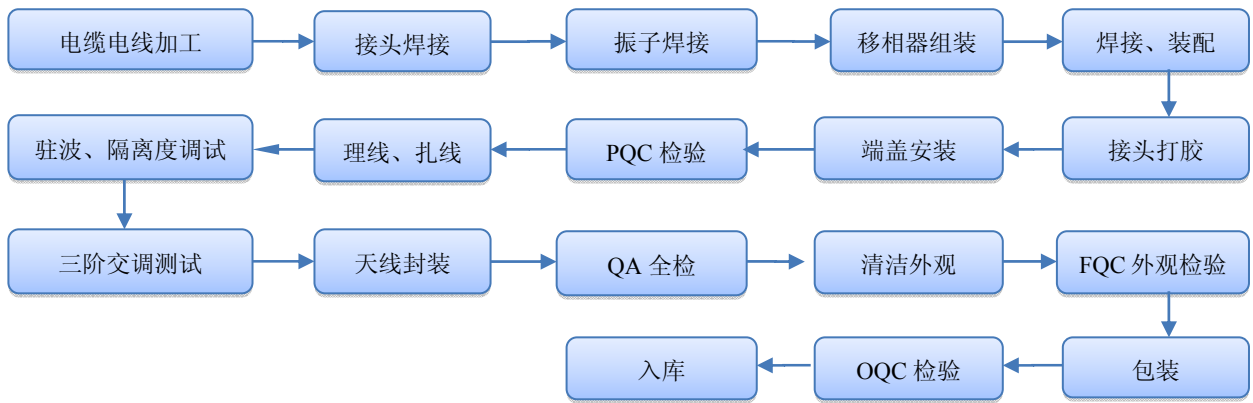 电缆电线加工
接头焊接
振子焊接
移相器组装
焊接、装配
接头打胶
端盖安装
PQC 检验
理线、扎线
驻波、隔离度调试
三阶交调测试
天线封装
QA 全检
清洁外观
FQC 外观检验
包装
OQC 检验
入库